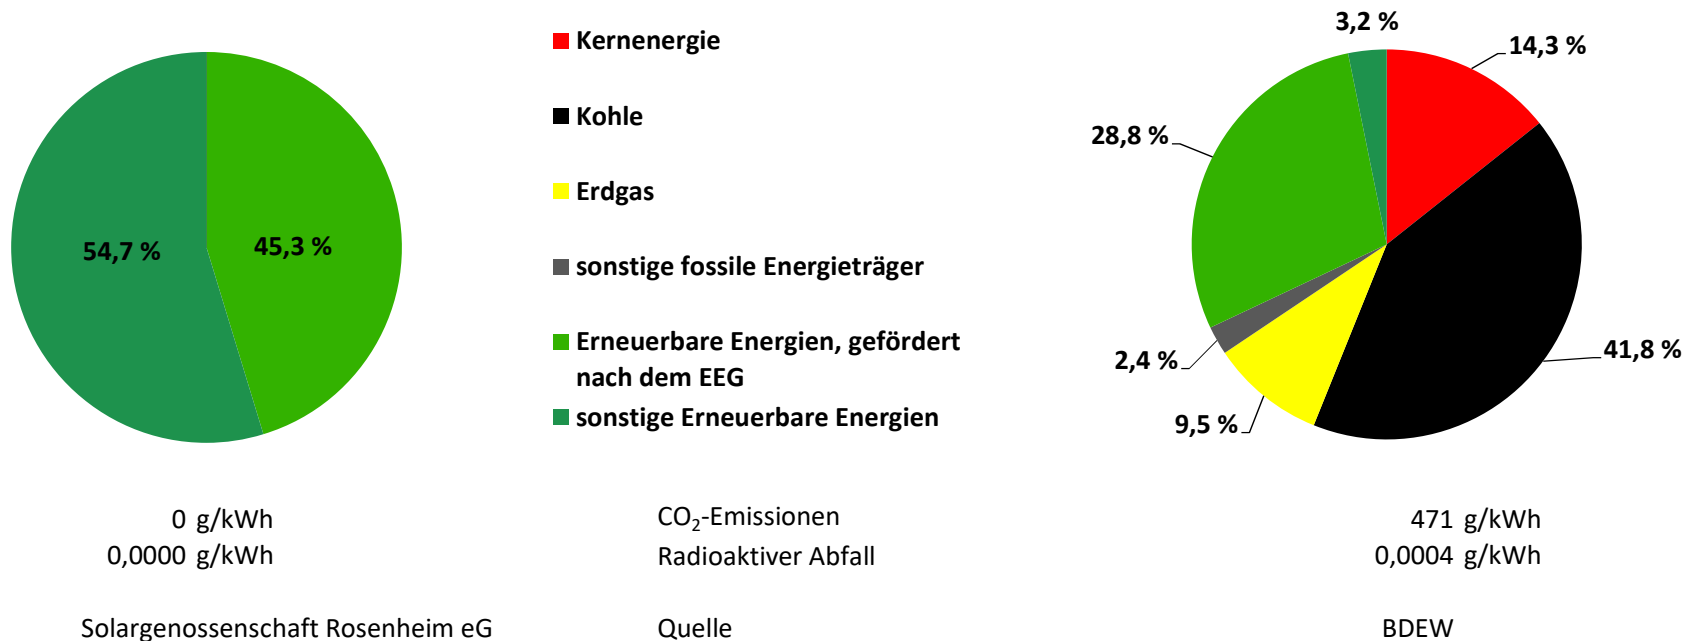 54,7 %
45,3 %
Kernenergie
Kohle
Erdgas
sonstige fossile Energieträger
Erneuerbare Energien, gefördert
nach dem EEG
sonstige Erneuerbare Energien
3,2 %
14,3 %
28,8 %
41,8 %
2,4 %
9,5 %
0 g/kWh CO₂-Emissionen 471 g/kWh
0,0000 g/kWh Radioaktiver Abfall 0,0004 g/kWh
Solargenossenschaft Rosenheim eG Quelle BDEW